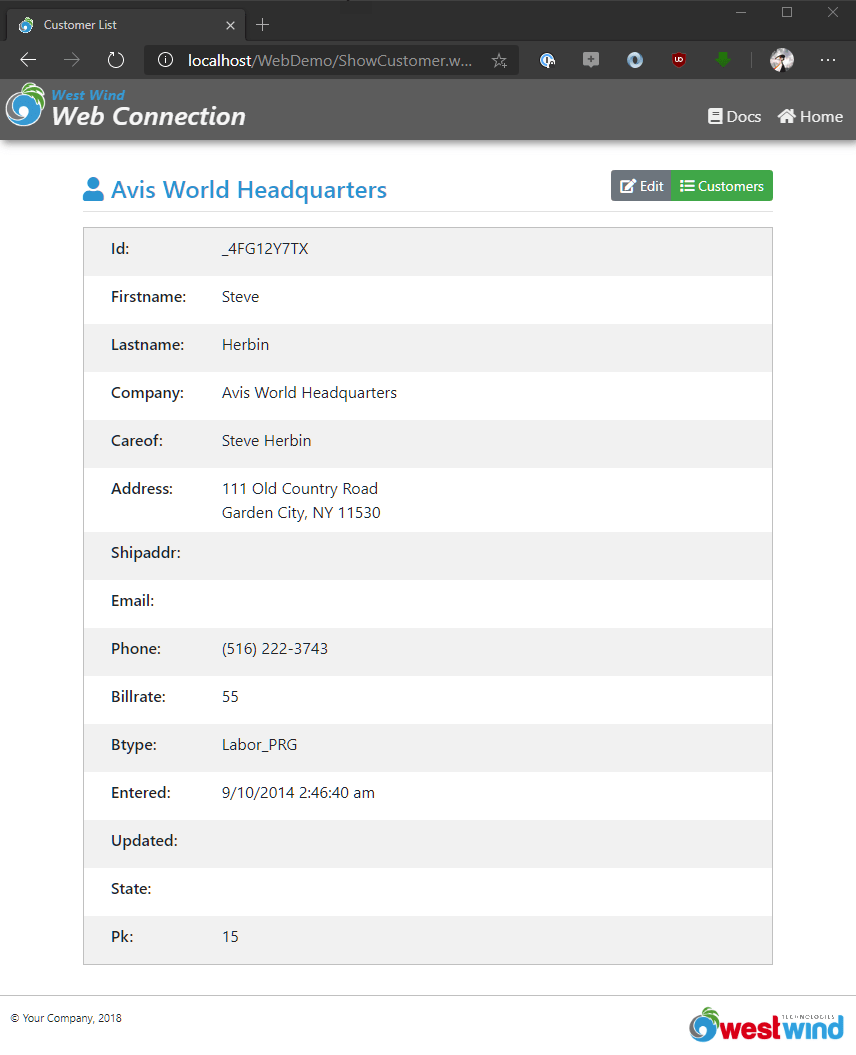 Customer List
localhost/WebDemo/ShowCustomer.w...
West Wind
Web Connection
Docs
Home
Avis World Headquarters
Edit
Customers
Id: _4FG12Y7TX
Firstname: Steve
Lastname: Herbin
Company: Avis World Headquarters
Careof: Steve Herbin
Address: 111 Old Country Road
Garden City, NY 11530
Shipaddr:
Email:
Phone: (516) 222-3743
Billrate: 55
Btype: Labor_PRG
Entered: 9/10/2014 2:46:40 am
Updated:
State:
Pk: 15
© Your Company, 2018
TECHNOLOGIES
westwind